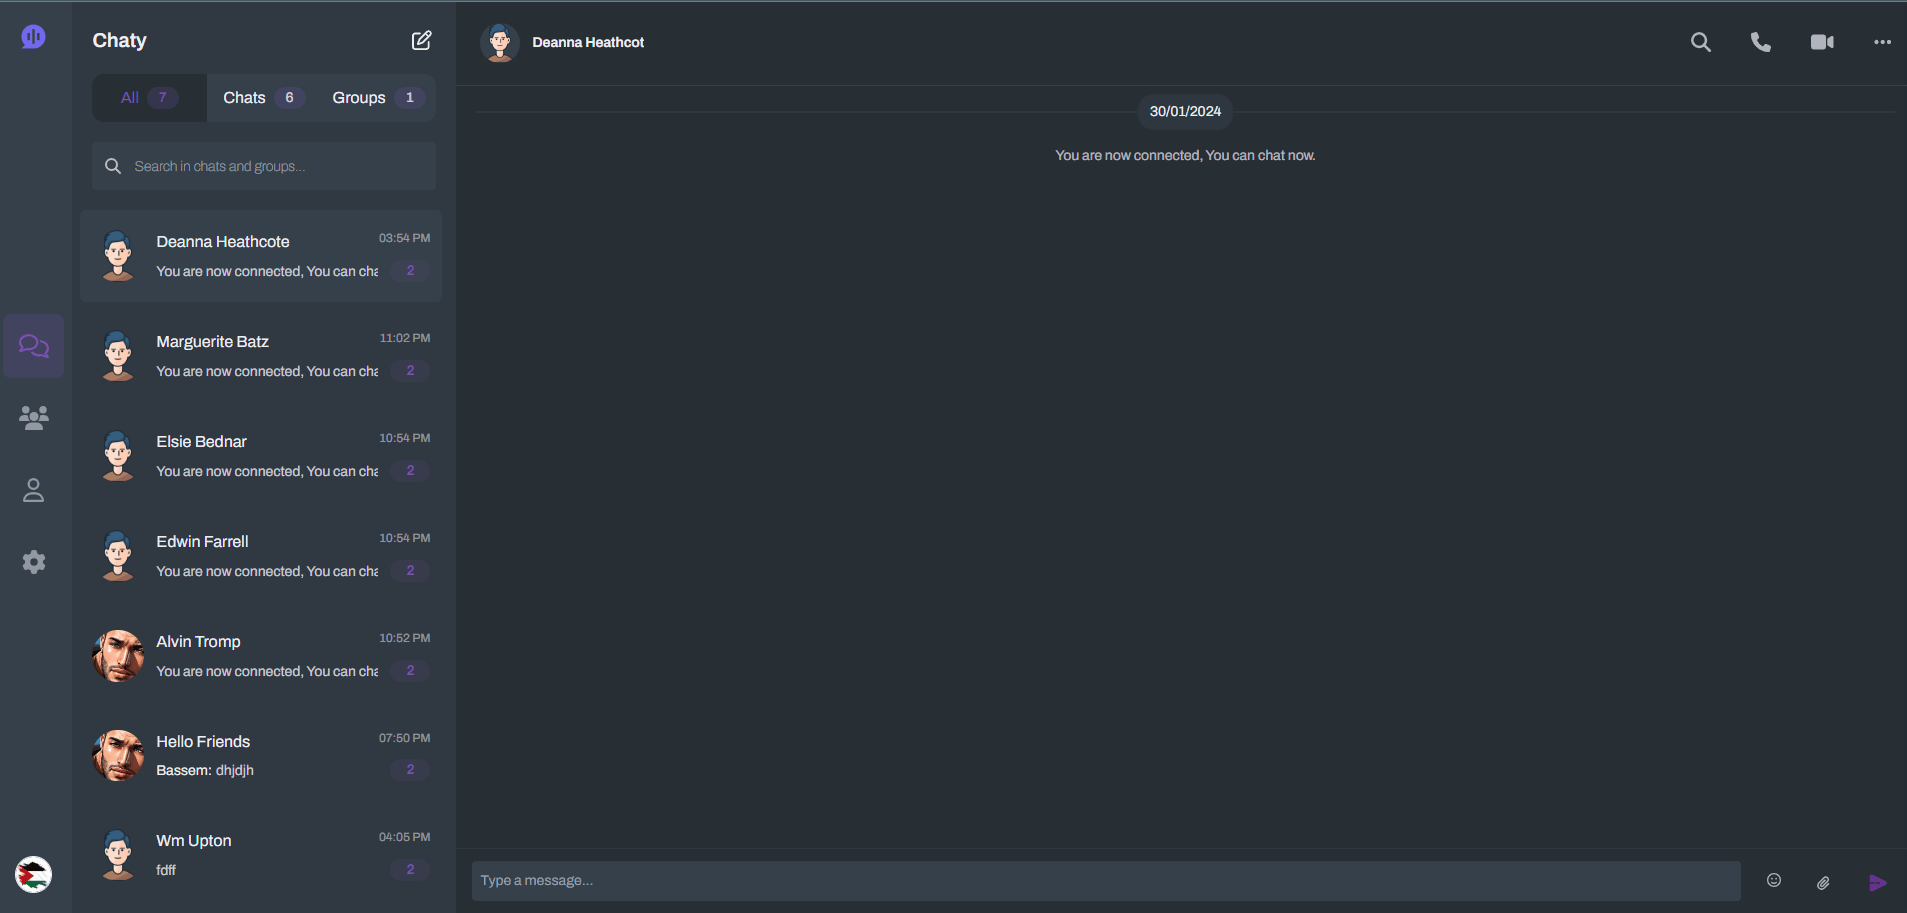 Chaty
All 7 Chats 6 Groups 1
Search in chats and groups...
Deanna Heathcote 03:54 PM
You are now connected, You can cha 2
Marguerite Batz 11:02 PM
You are now connected, You can cha 2
Elsie Bednar 10:54 PM
You are now connected, You can cha 2
Edwin Farrell 10:54 PM
You are now connected, You can cha 2
Alvin Tromp 10:52 PM
You are now connected, You can cha 2
Hello Friends 07:50 PM
Bassem: dhjdjh 2
Wm Upton 04:05 PM
fdff 2
Deanna Heathcot
30/01/2024
You are now connected, You can chat now.
Type a message...